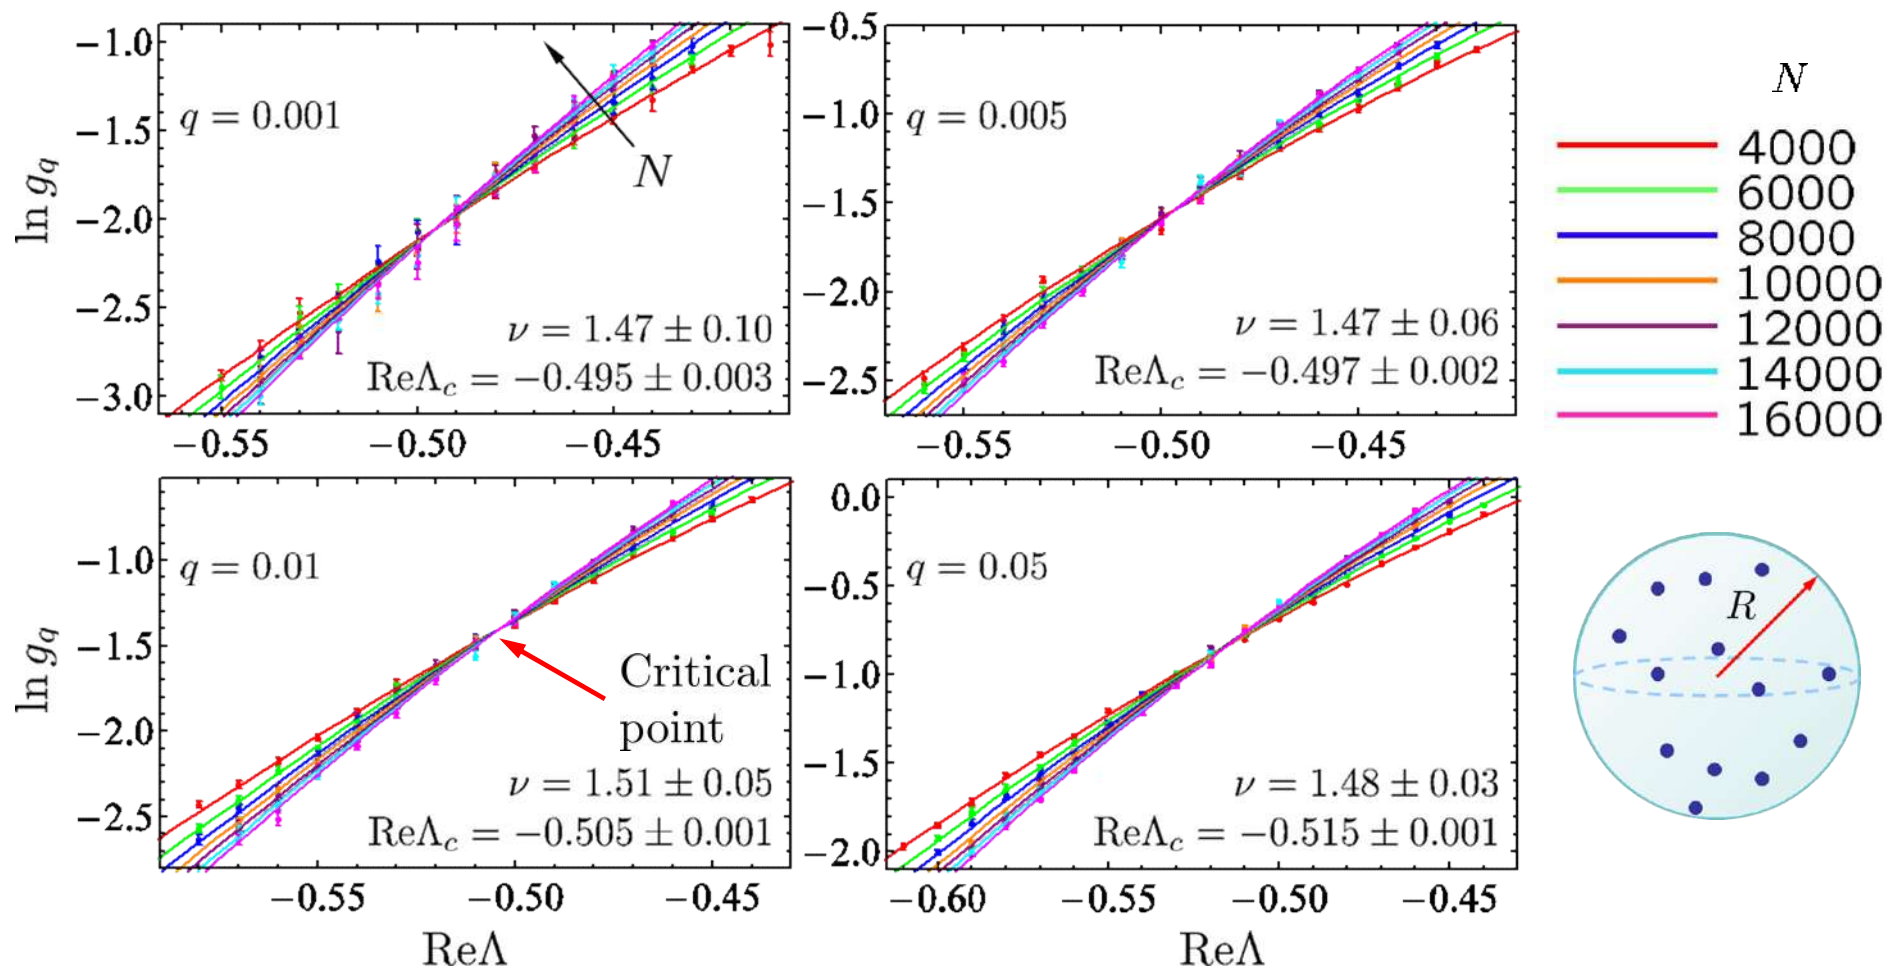 ln g_q
−1.0
−1.5
−2.0
−2.5
−3.0
q = 0.001
N
ν = 1.47 ± 0.10
ReΛ_c = −0.495 ± 0.003
−0.55
−0.50
−0.45
−0.5
−1.0
−1.5
−2.0
−2.5
q = 0.005
ν = 1.47 ± 0.06
ReΛ_c = −0.497 ± 0.002
−0.55
−0.50
−0.45
N
4000
6000
8000
10000
12000
14000
16000
ln g_q
−1.0
−1.5
−2.0
−2.5
q = 0.01
Critical
point
ν = 1.51 ± 0.05
ReΛ_c = −0.505 ± 0.001
−0.55
−0.50
−0.45
ReΛ
0.0
−0.5
−1.0
−1.5
−2.0
q = 0.05
ν = 1.48 ± 0.03
ReΛ_c = −0.515 ± 0.001
−0.60
−0.55
−0.50
−0.45
ReΛ
R